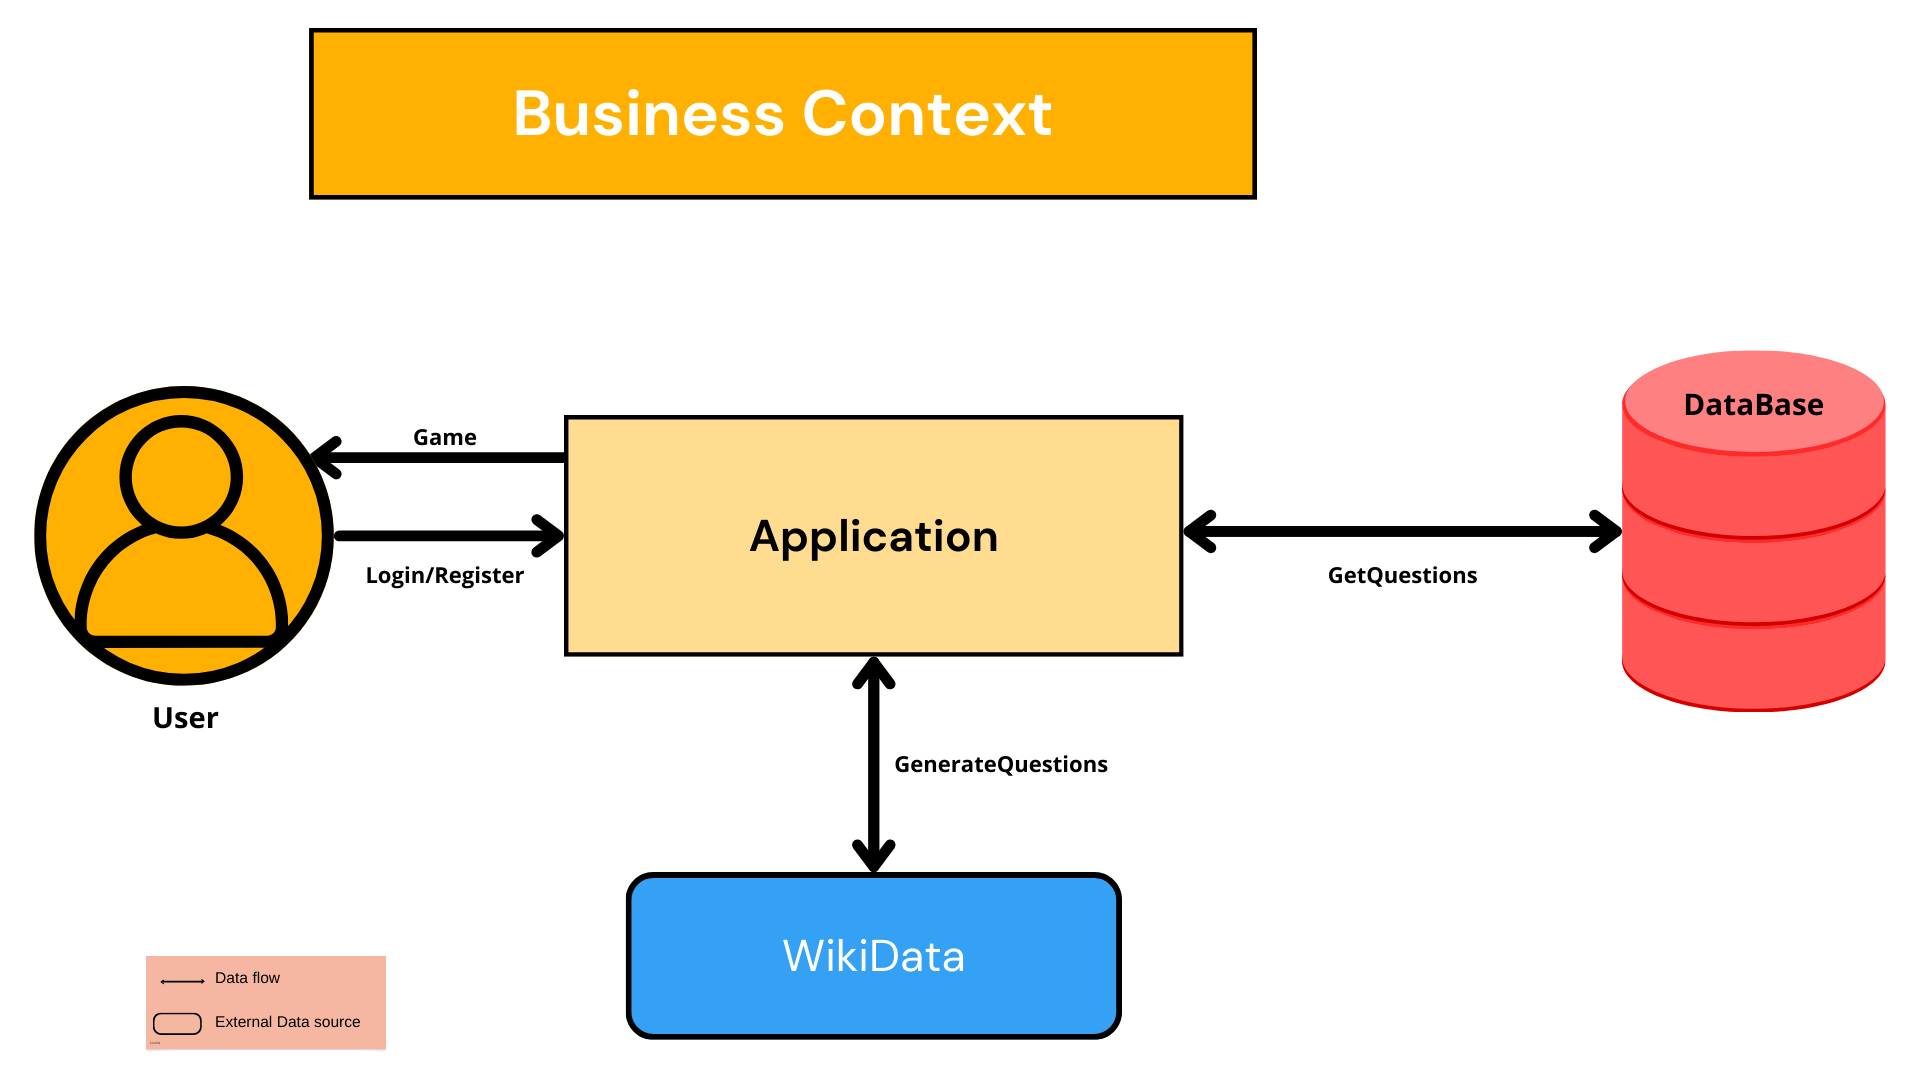 Business Context
DataBase
Game
Application
Login/Register
GetQuestions
User
GenerateQuestions
WikiData
Data flow
External Data source